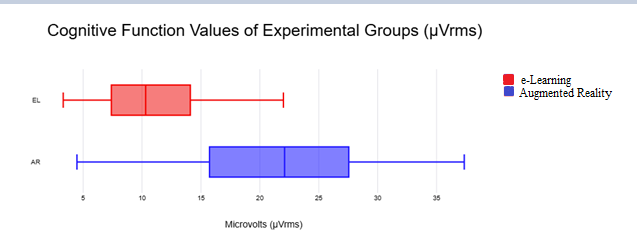 Cognitive Function Values of Experimental Groups (µVrms)
e-Learning
Augmented Reality
EL
AR
5 10 15 20 25 30 35
Microvolts (µVrms)